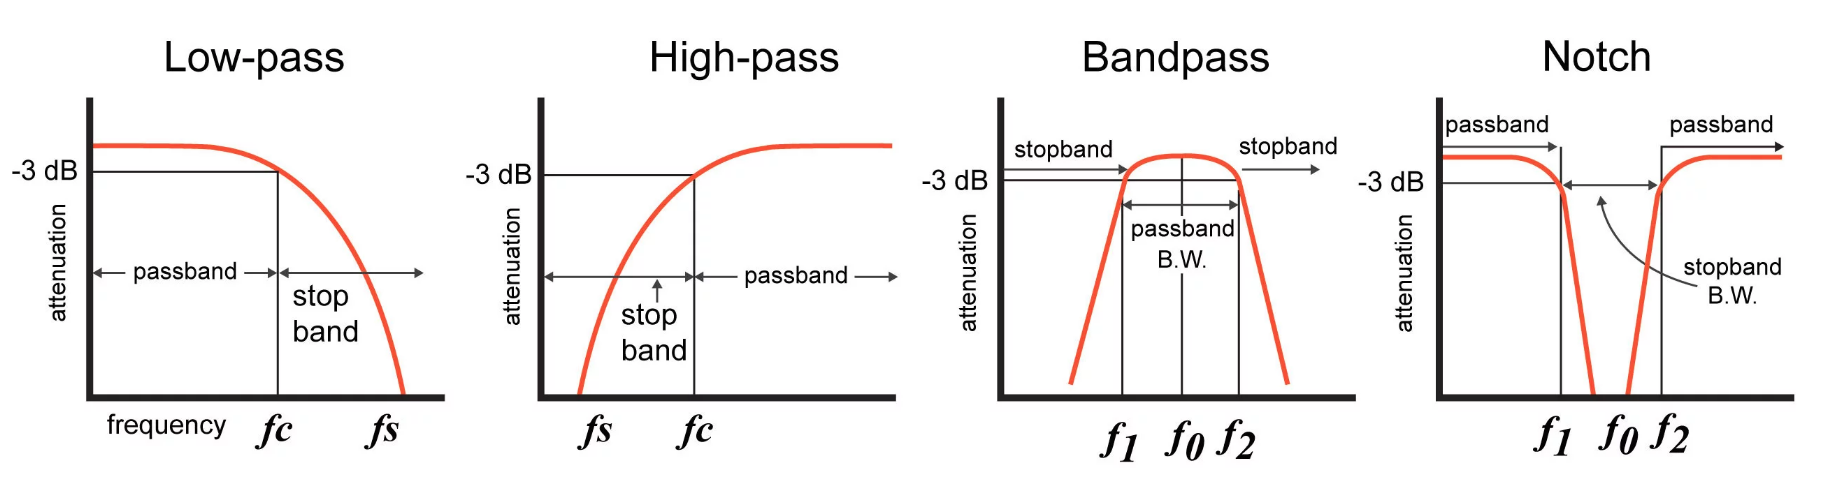 Low-pass
-3 dB
attenuation
passband
stop
band
frequency
fc
fs
High-pass
-3 dB
attenuation
passband
stop
band
fs
fc
Bandpass
stopband
stopband
-3 dB
passband
B.W.
attenuation
f1
f0
f2
Notch
passband
passband
-3 dB
attenuation
stopband
B.W.
f1
f0
f2